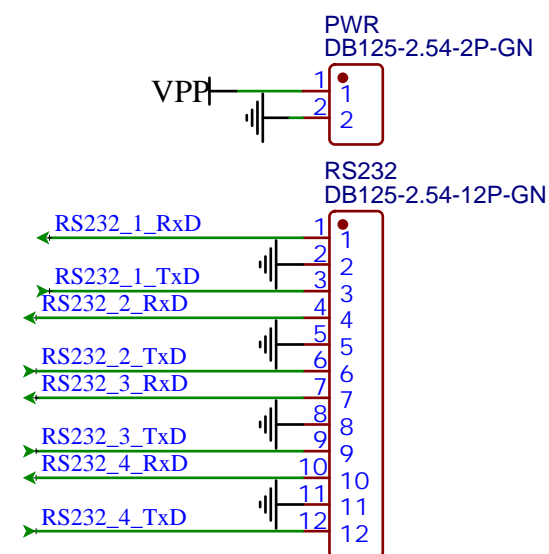 PWR
DB125-2.54-2P-GN
VPP 1 1
2 2
RS232
DB125-2.54-12P-GN
RS232_1_RxD 1 1
2 2
RS232_1_TxD 3 3
RS232_2_RxD 4 4
5 5
RS232_2_TxD 6 6
RS232_3_RxD 7 7
8 8
RS232_3_TxD 9 9
RS232_4_RxD 10 10
11 11
RS232_4_TxD 12 12